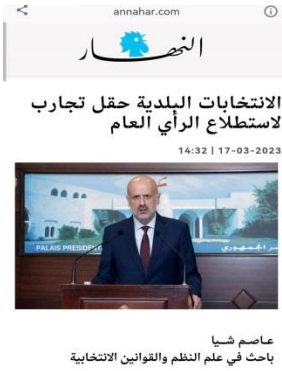 annahar.com
النهار
الانتخابات البلدية حقل تجارب
لاستطلاع الرأي العام
14:32 | 17-03-2023
PALAIS PRESIDE
عاصم شيا
باحث في علم النظم والقوانين الانتخابية